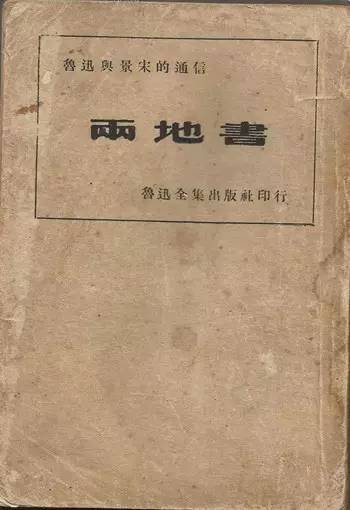 魯迅與景宋的通信
兩地書
魯迅全集出版社印行